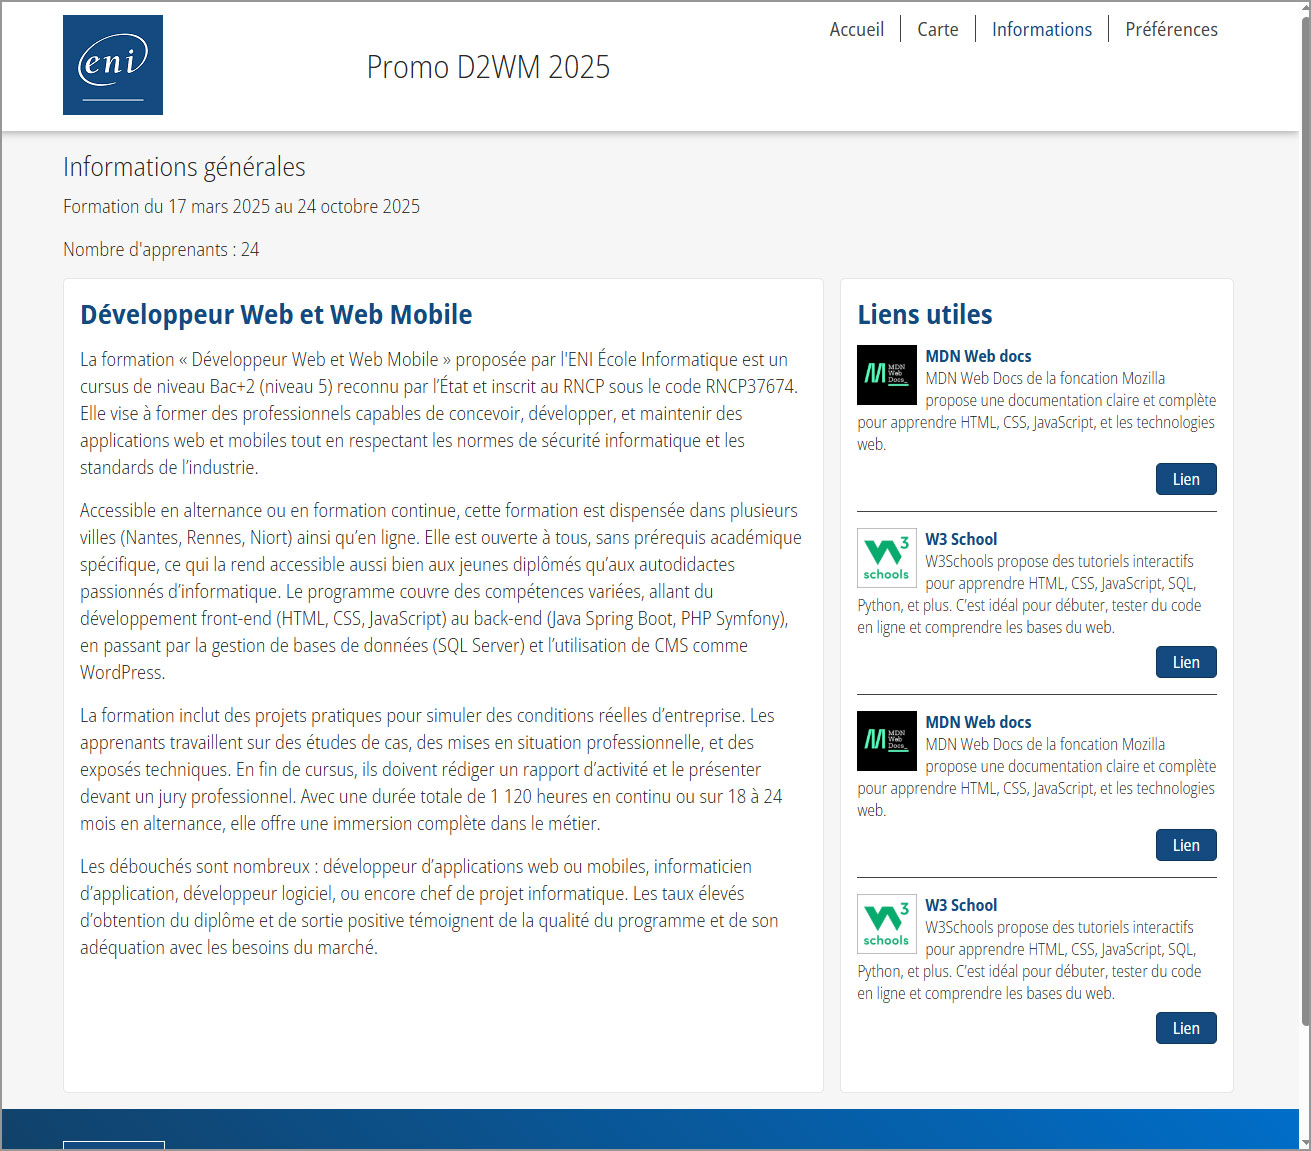 eni
Accueil
Carte
Informations
Préférences
Promo D2WM 2025
Informations générales
Formation du 17 mars 2025 au 24 octobre 2025
Nombre d'apprenants : 24
Développeur Web et Web Mobile
La formation « Développeur Web et Web Mobile » proposée par l'ENI École Informatique est un
cursus de niveau Bac+2 (niveau 5) reconnu par l’État et inscrit au RNCP sous le code RNCP37674.
Elle vise à former des professionnels capables de concevoir, développer, et maintenir des
applications web et mobiles tout en respectant les normes de sécurité informatique et les
standards de l’industrie.
Accessible en alternance ou en formation continue, cette formation est dispensée dans plusieurs
villes (Nantes, Rennes, Niort) ainsi qu’en ligne. Elle est ouverte à tous, sans prérequis académique
spécifique, ce qui la rend accessible aussi bien aux jeunes diplômés qu’aux autodidactes
passionnés d’informatique. Le programme couvre des compétences variées, allant du
développement front-end (HTML, CSS, JavaScript) au back-end (Java Spring Boot, PHP Symfony),
en passant par la gestion de bases de données (SQL Server) et l’utilisation de CMS comme
WordPress.
La formation inclut des projets pratiques pour simuler des conditions réelles d’entreprise. Les
apprenants travaillent sur des études de cas, des mises en situation professionnelle, et des
exposés techniques. En fin de cursus, ils doivent rédiger un rapport d’activité et le présenter
devant un jury professionnel. Avec une durée totale de 1 120 heures en continu ou sur 18 à 24
mois en alternance, elle offre une immersion complète dans le métier.
Les débouchés sont nombreux : développeur d’applications web ou mobiles, informaticien
d’application, développeur logiciel, ou encore chef de projet informatique. Les taux élevés
d’obtention du diplôme et de sortie positive témoignent de la qualité du programme et de son
adéquation avec les besoins du marché.
Liens utiles
MDN
Web
Docs_
MDN Web docs
MDN Web Docs de la foncation Mozilla
propose une documentation claire et complète
pour apprendre HTML, CSS, JavaScript, et les technologies
web.
Lien
W3
schools
W3 School
W3Schools propose des tutoriels interactifs
pour apprendre HTML, CSS, JavaScript, SQL,
Python, et plus. C’est idéal pour débuter, tester du code
en ligne et comprendre les bases du web.
Lien
MDN
Web
Docs_
MDN Web docs
MDN Web Docs de la foncation Mozilla
propose une documentation claire et complète
pour apprendre HTML, CSS, JavaScript, et les technologies
web.
Lien
W3
schools
W3 School
W3Schools propose des tutoriels interactifs
pour apprendre HTML, CSS, JavaScript, SQL,
Python, et plus. C’est idéal pour débuter, tester du code
en ligne et comprendre les bases du web.
Lien